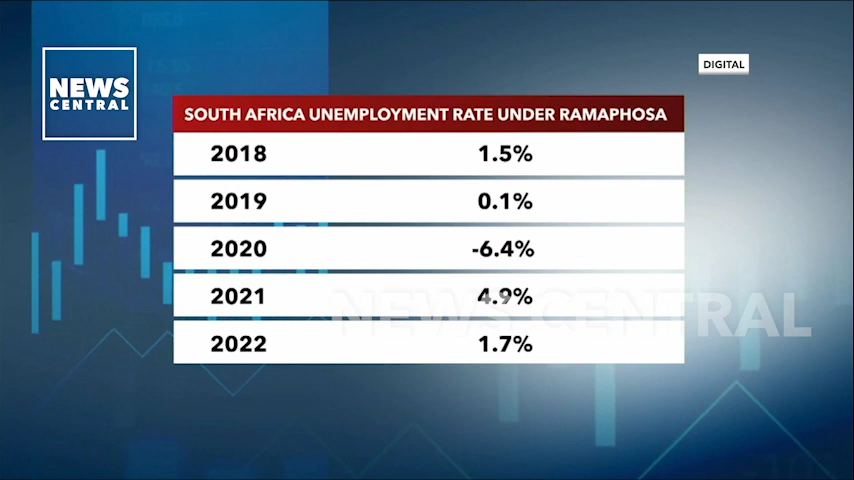 NEWS
CENTRAL
DIGITAL
SOUTH AFRICA UNEMPLOYMENT RATE UNDER RAMAPHOSA
2018 1.5%
2019 0.1%
2020 -6.4%
2021 4.9%
NEWS CENTRAL
2022 1.7%